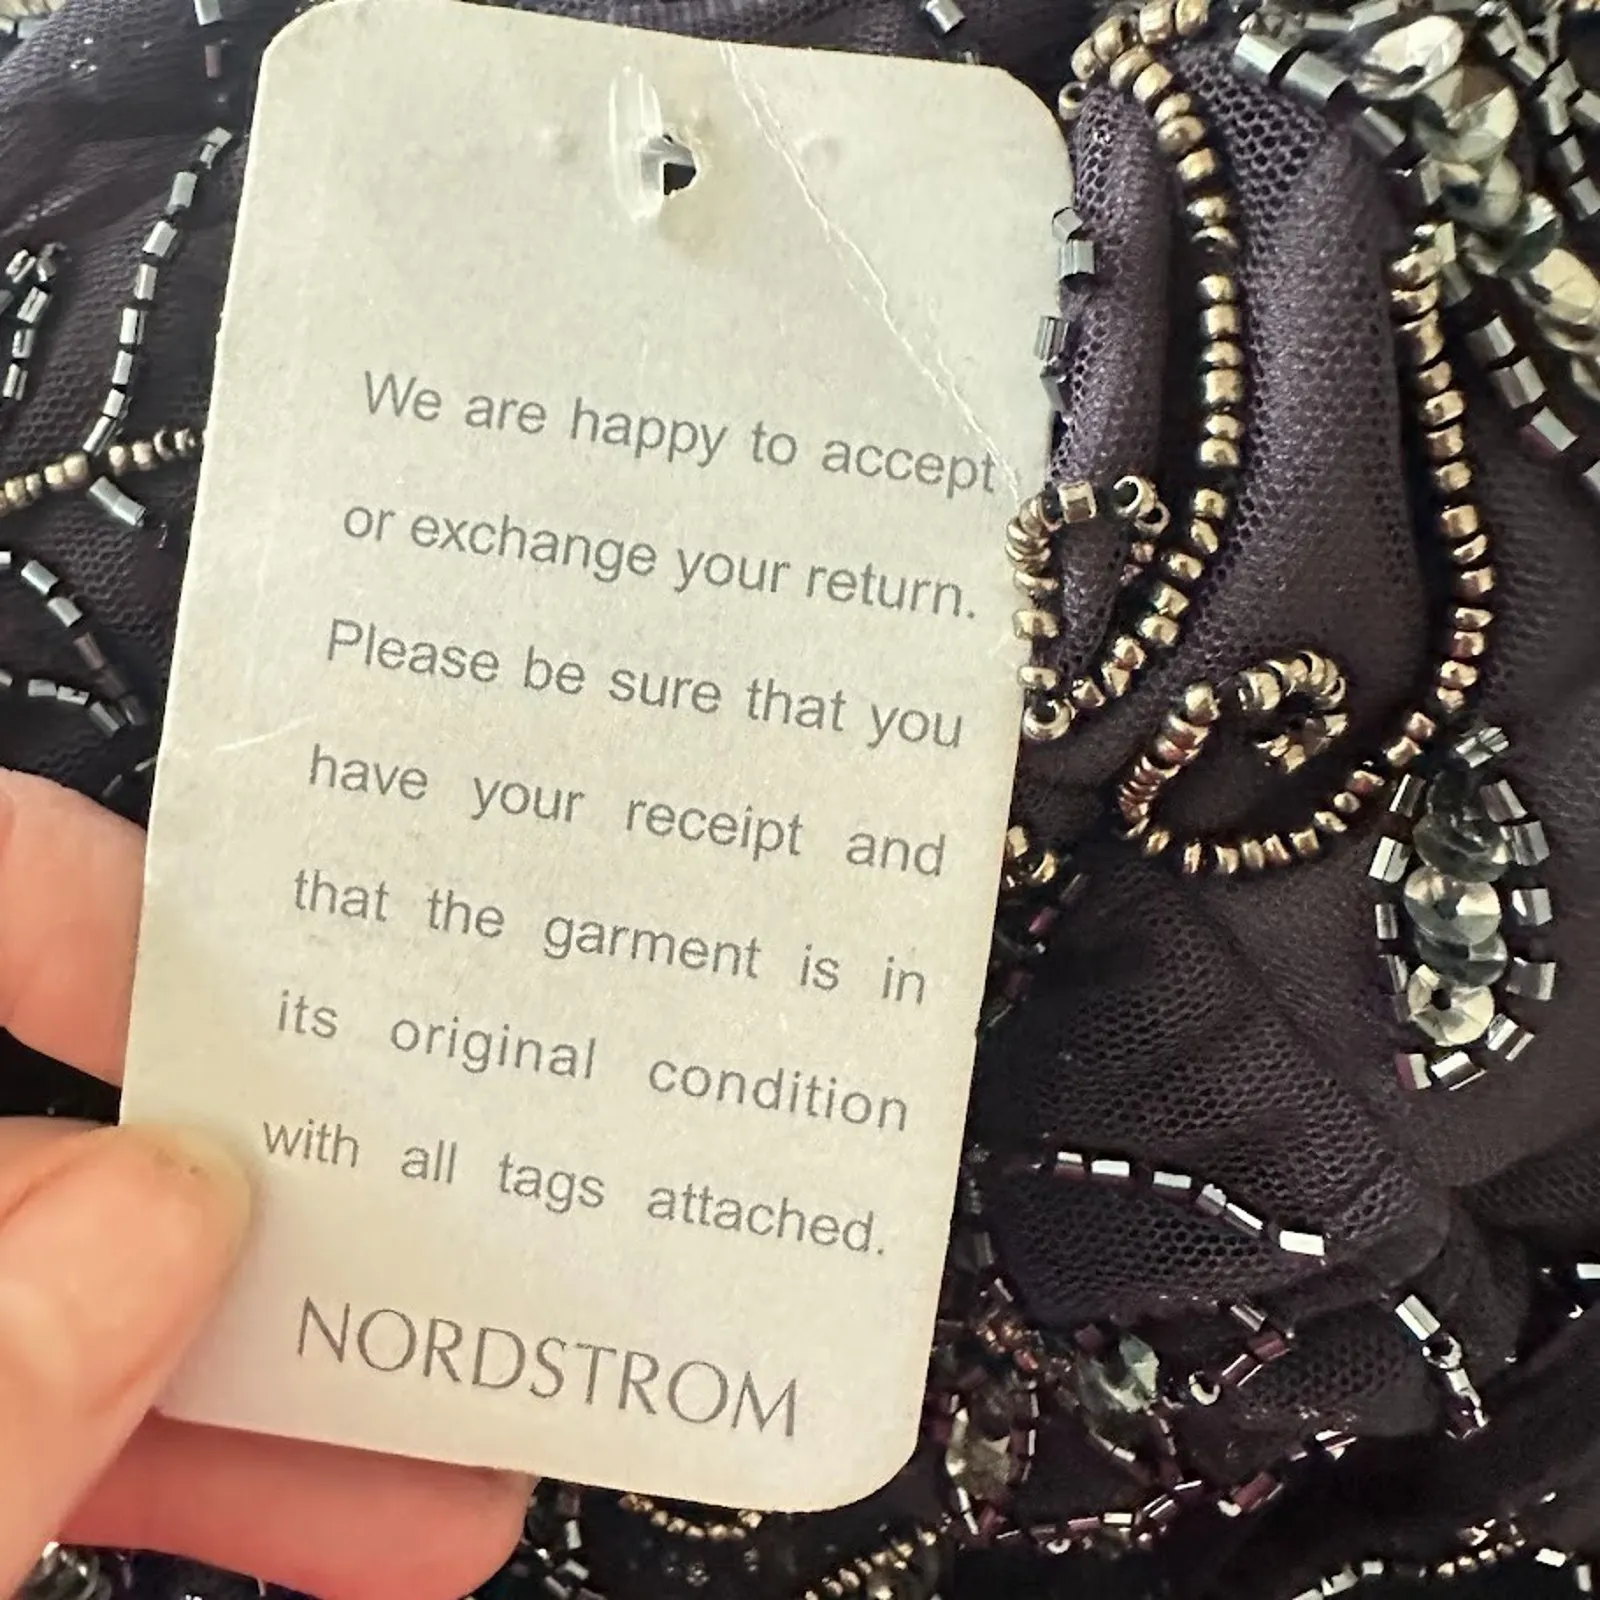 We are happy to accept
or exchange your return.
Please be sure that you
have your receipt and
that the garment is in
its original condition
with all tags attached.
NORDSTROM